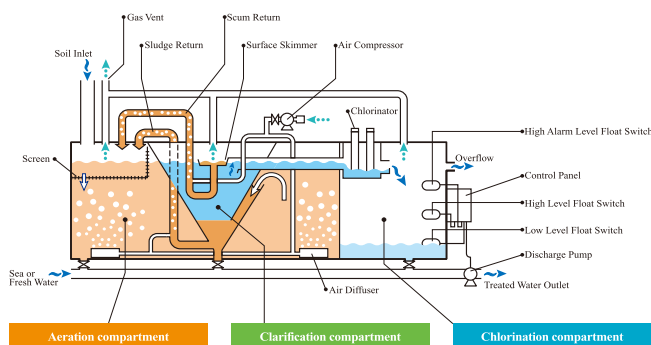 Gas Vent
Scum Return
Soil Inlet
Sludge Return
Surface Skimmer
Air Compressor
Chlorinator
High Alarm Level Float Switch
Screen
Overflow
Control Panel
High Level Float Switch
Low Level Float Switch
Discharge Pump
Sea or
Fresh Water
Air Diffuser
Treated Water Outlet
Aeration compartment
Clarification compartment
Chlorination compartment